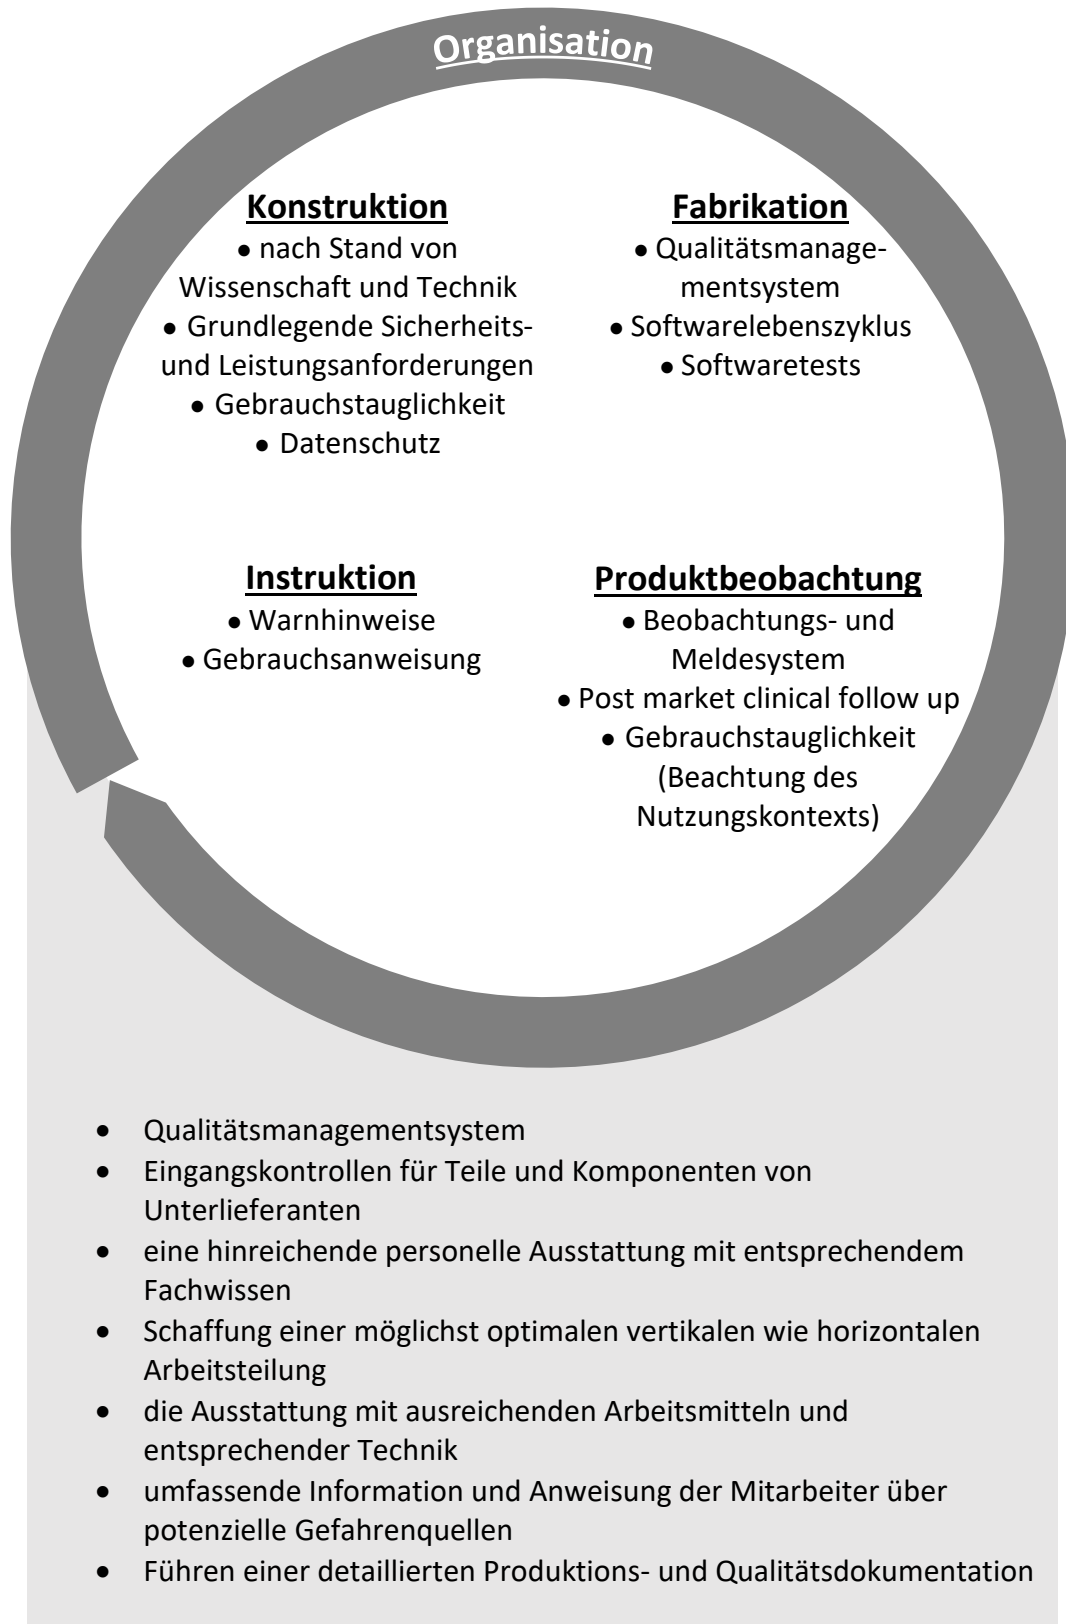 Organisation
Konstruktion
• nach Stand von
Wissenschaft und Technik
• Grundlegende Sicherheits-
und Leistungsanforderungen
• Gebrauchstauglichkeit
• Datenschutz
Fabrikation
• Qualitätsmanage-
mentsystem
• Softwarelebenszyklus
• Softwaretests
Instruktion
• Warnhinweise
• Gebrauchsanweisung
Produktbeobachtung
• Beobachtungs- und
Meldesystem
• Post market clinical follow up
• Gebrauchstauglichkeit
(Beachtung des
Nutzungskontexts)
• Qualitätsmanagementsystem
• Eingangskontrollen für Teile und Komponenten von
Unterlieferanten
• eine hinreichende personelle Ausstattung mit entsprechendem
Fachwissen
• Schaffung einer möglichst optimalen vertikalen wie horizontalen
Arbeitsteilung
• die Ausstattung mit ausreichenden Arbeitsmitteln und
entsprechender Technik
• umfassende Information und Anweisung der Mitarbeiter über
potenzielle Gefahrenquellen
• Führen einer detaillierten Produktions- und Qualitätsdokumentation